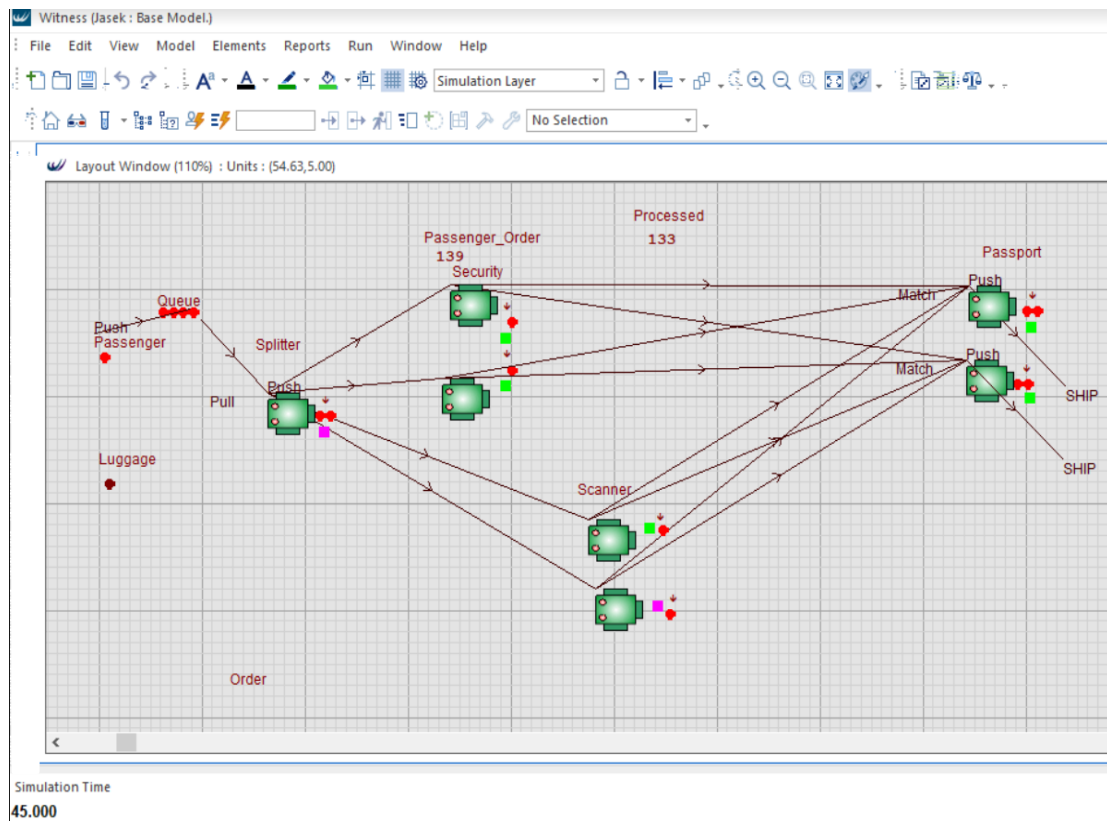 Witness (Jasek : Base Model.)
File Edit View Model Elements Reports Run Window Help
Simulation Layer
No Selection
Layout Window (110%) : Units : (54.63,5.00)
Processed
133
Passenger_Order
139
Security
Passport
Push
Match
Queue
Push
Passenger
Splitter
Push
Match
Push
Pull
SHIP
Luggage
SHIP
Scanner
Order
Simulation Time
45.000